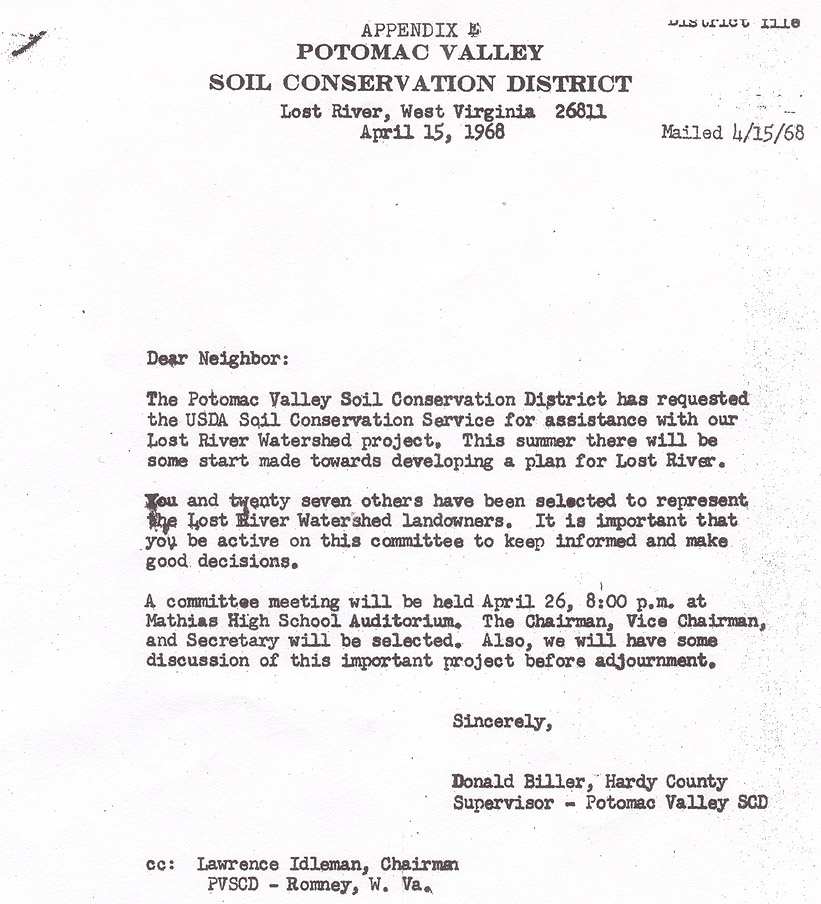 District file
APPENDIX E
POTOMAC VALLEY
SOIL CONSERVATION DISTRICT
Lost River, West Virginia 26811
April 15, 1968
Mailed 4/15/68
Dear Neighbor:
The Potomac Valley Soil Conservation District has requested
the USDA Soil Conservation Service for assistance with our
Lost River Watershed project. This summer there will be
some start made towards developing a plan for Lost River.
You and twenty seven others have been selected to represent
the Lost River Watershed landowners. It is important that
you be active on this committee to keep informed and make
good decisions.
A committee meeting will be held April 26, 8:00 p.m. at
Mathias High School Auditorium. The Chairman, Vice Chairman,
and Secretary will be selected. Also, we will have some
discussion of this important project before adjournment.
Sincerely,
Donald Biller, Hardy County
Supervisor - Potomac Valley SCD
cc: Lawrence Idleman, Chairman
PVSCD - Romney, W. Va.